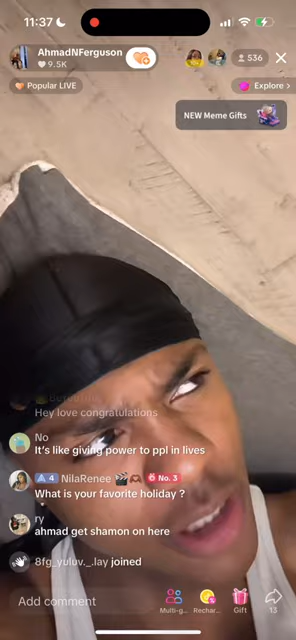 11:37
AhmadNFerguson
9.5K
536
Popular LIVE
Explore >
NEW Meme Gifts
Hey love congratulations
No
It's like giving power to ppl in lives
4 NilaRenee No. 3
What is your favorite holiday ?
ry
ahmad get shamon on here
8fg_yuluv._.lay joined
Add comment
Multi-g...
Rechar...
Gift
13